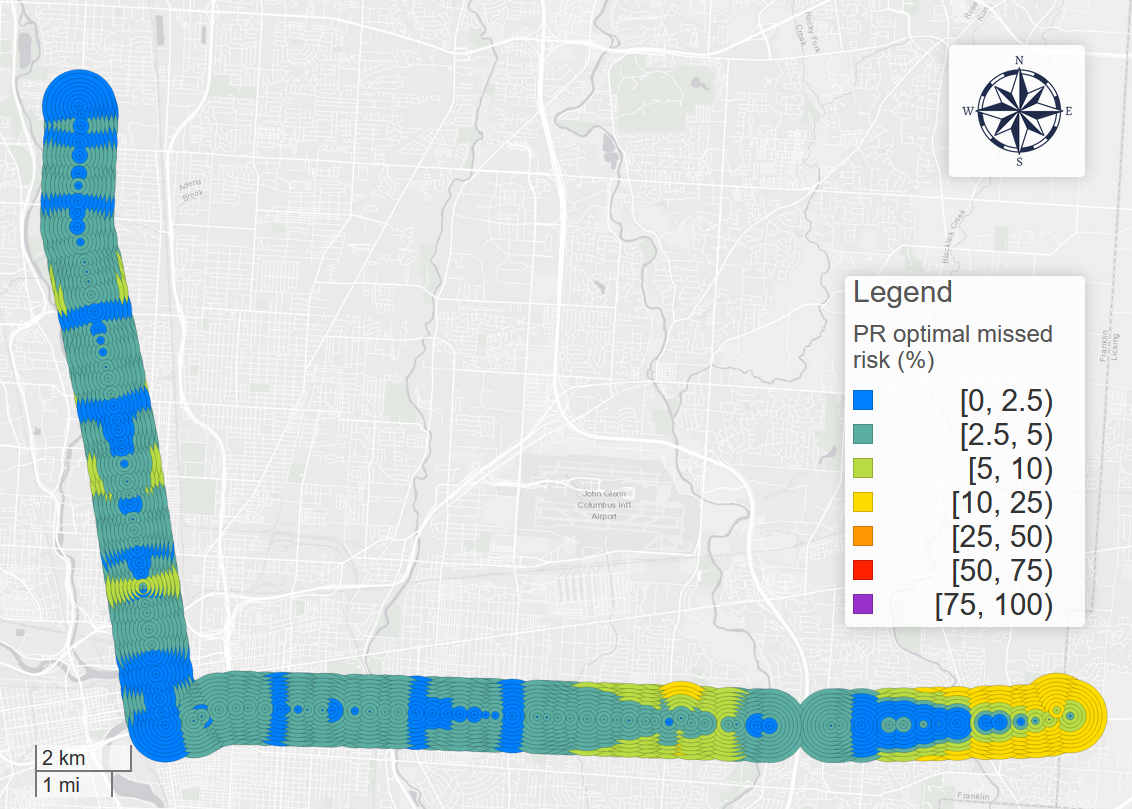 Rocky Fork
Creek
Rose
Run
N
W
E
S
Adena
Brook
Blacklick Creek
Legend
PR optimal missed
risk (%)
[0, 2.5)
[2.5, 5)
[5, 10)
[10, 25)
[25, 50)
[50, 75)
[75, 100)
Franklin
Licking
John Glenn
Columbus Int'l
Airport
2 km
1 mi
Franklin